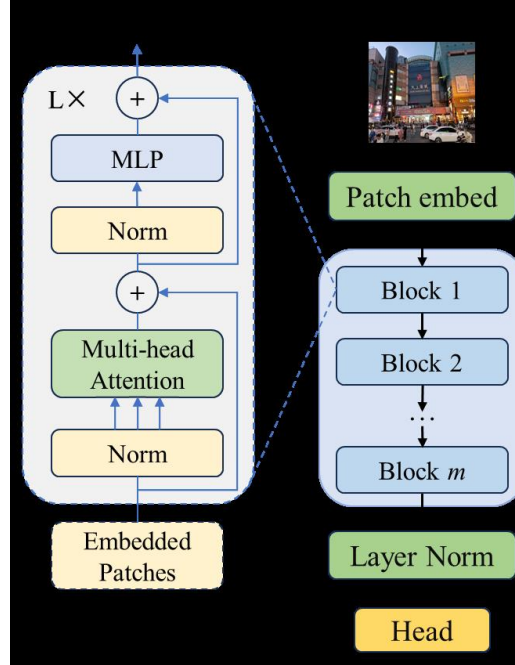 L×
+
MLP
Norm
+
Multi-head
Attention
Norm
Embedded
Patches
Patch embed
Block 1
Block 2
...
Block m
Layer Norm
Head